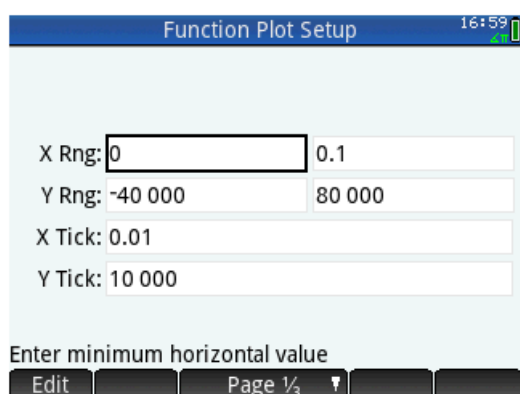 Function Plot Setup 16:59
∡π
X Rng: 0 0.1
Y Rng: -40 000 80 000
X Tick: 0.01
Y Tick: 10 000
Enter minimum horizontal value
Edit Page ⅓